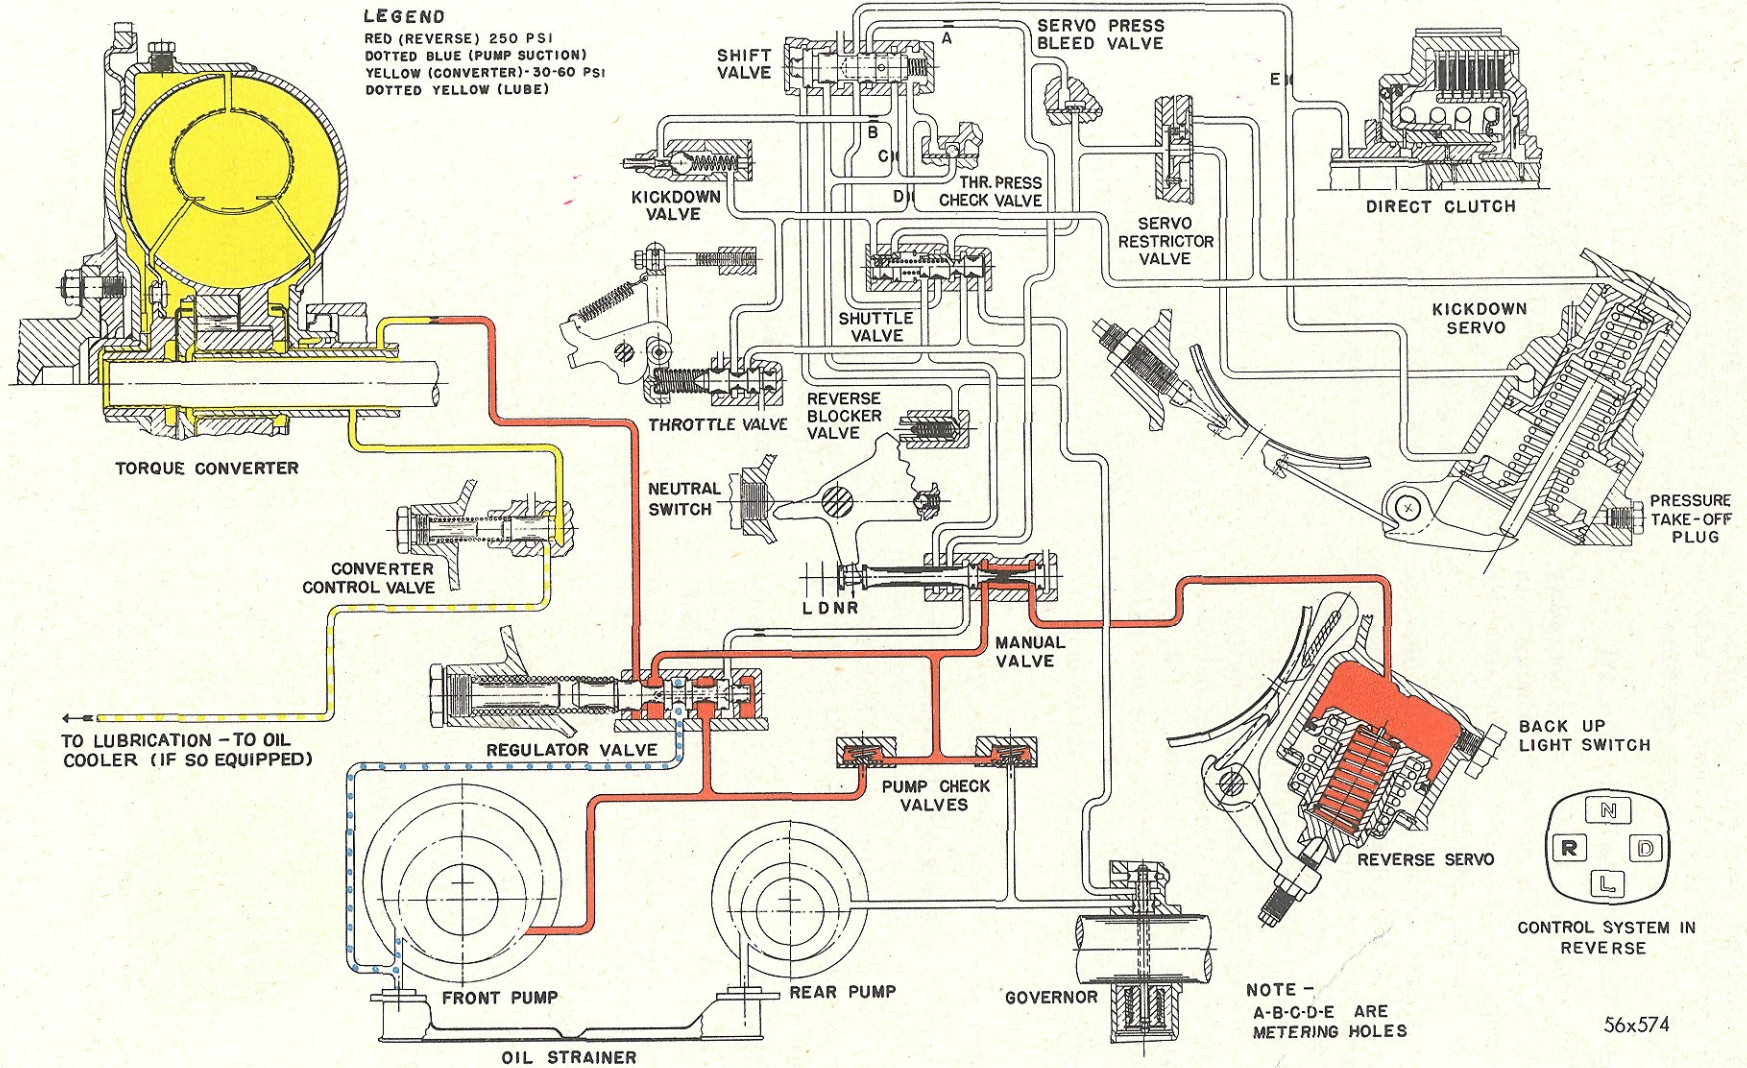 LEGEND
RED (REVERSE) 250 PSI
DOTTED BLUE (PUMP SUCTION)
YELLOW (CONVERTER)-30-60 PSI
DOTTED YELLOW (LUBE)
SHIFT
VALVE
A
SERVO PRESS
BLEED VALVE
E
B
C
D
KICKDOWN
VALVE
THR. PRESS
CHECK VALVE
SERVO
RESTRICTOR
VALVE
DIRECT CLUTCH
SHUTTLE
VALVE
KICKDOWN
SERVO
THROTTLE VALVE
REVERSE
BLOCKER
VALVE
TORQUE CONVERTER
NEUTRAL
SWITCH
PRESSURE
TAKE-OFF
PLUG
CONVERTER
CONTROL VALVE
L D N R
MANUAL
VALVE
TO LUBRICATION - TO OIL
COOLER (IF SO EQUIPPED)
REGULATOR VALVE
BACK UP
LIGHT SWITCH
PUMP CHECK
VALVES
REVERSE SERVO
N
R
D
L
CONTROL SYSTEM IN
REVERSE
FRONT PUMP
REAR PUMP
GOVERNOR
NOTE -
A-B-C-D-E ARE
METERING HOLES
OIL STRAINER
56x574